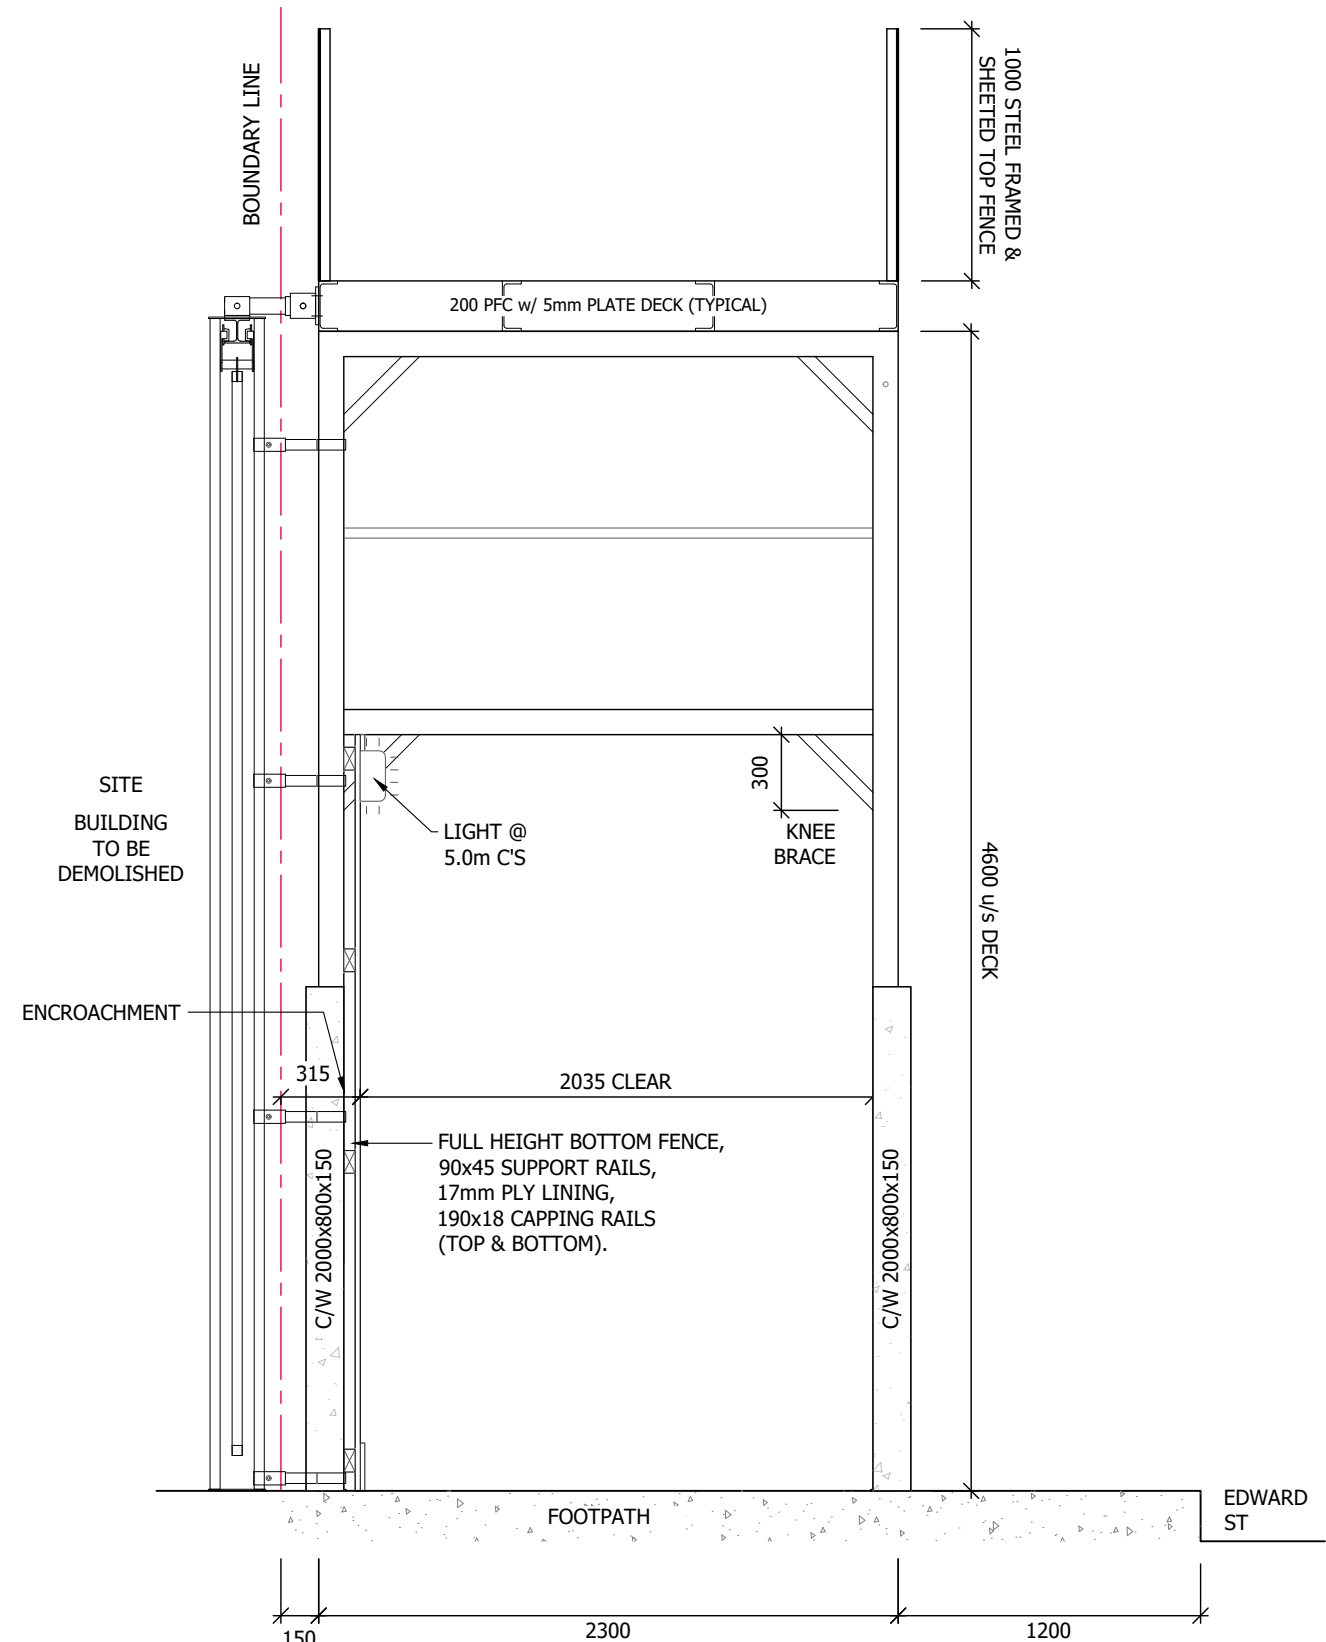 1000 STEEL FRAMED &
SHEETED TOP FENCE
BOUNDARY LINE
200 PFC w/ 5mm PLATE DECK (TYPICAL)
300
SITE
BUILDING
TO BE
DEMOLISHED
LIGHT @
5.0m C'S
KNEE
BRACE
4600 u/s DECK
ENCROACHMENT
315
2035 CLEAR
FULL HEIGHT BOTTOM FENCE,
90x45 SUPPORT RAILS,
17mm PLY LINING,
190x18 CAPPING RAILS
(TOP & BOTTOM).
C/W 2000x800x150
C/W 2000x800x150
FOOTPATH
EDWARD
ST
150
2300
1200